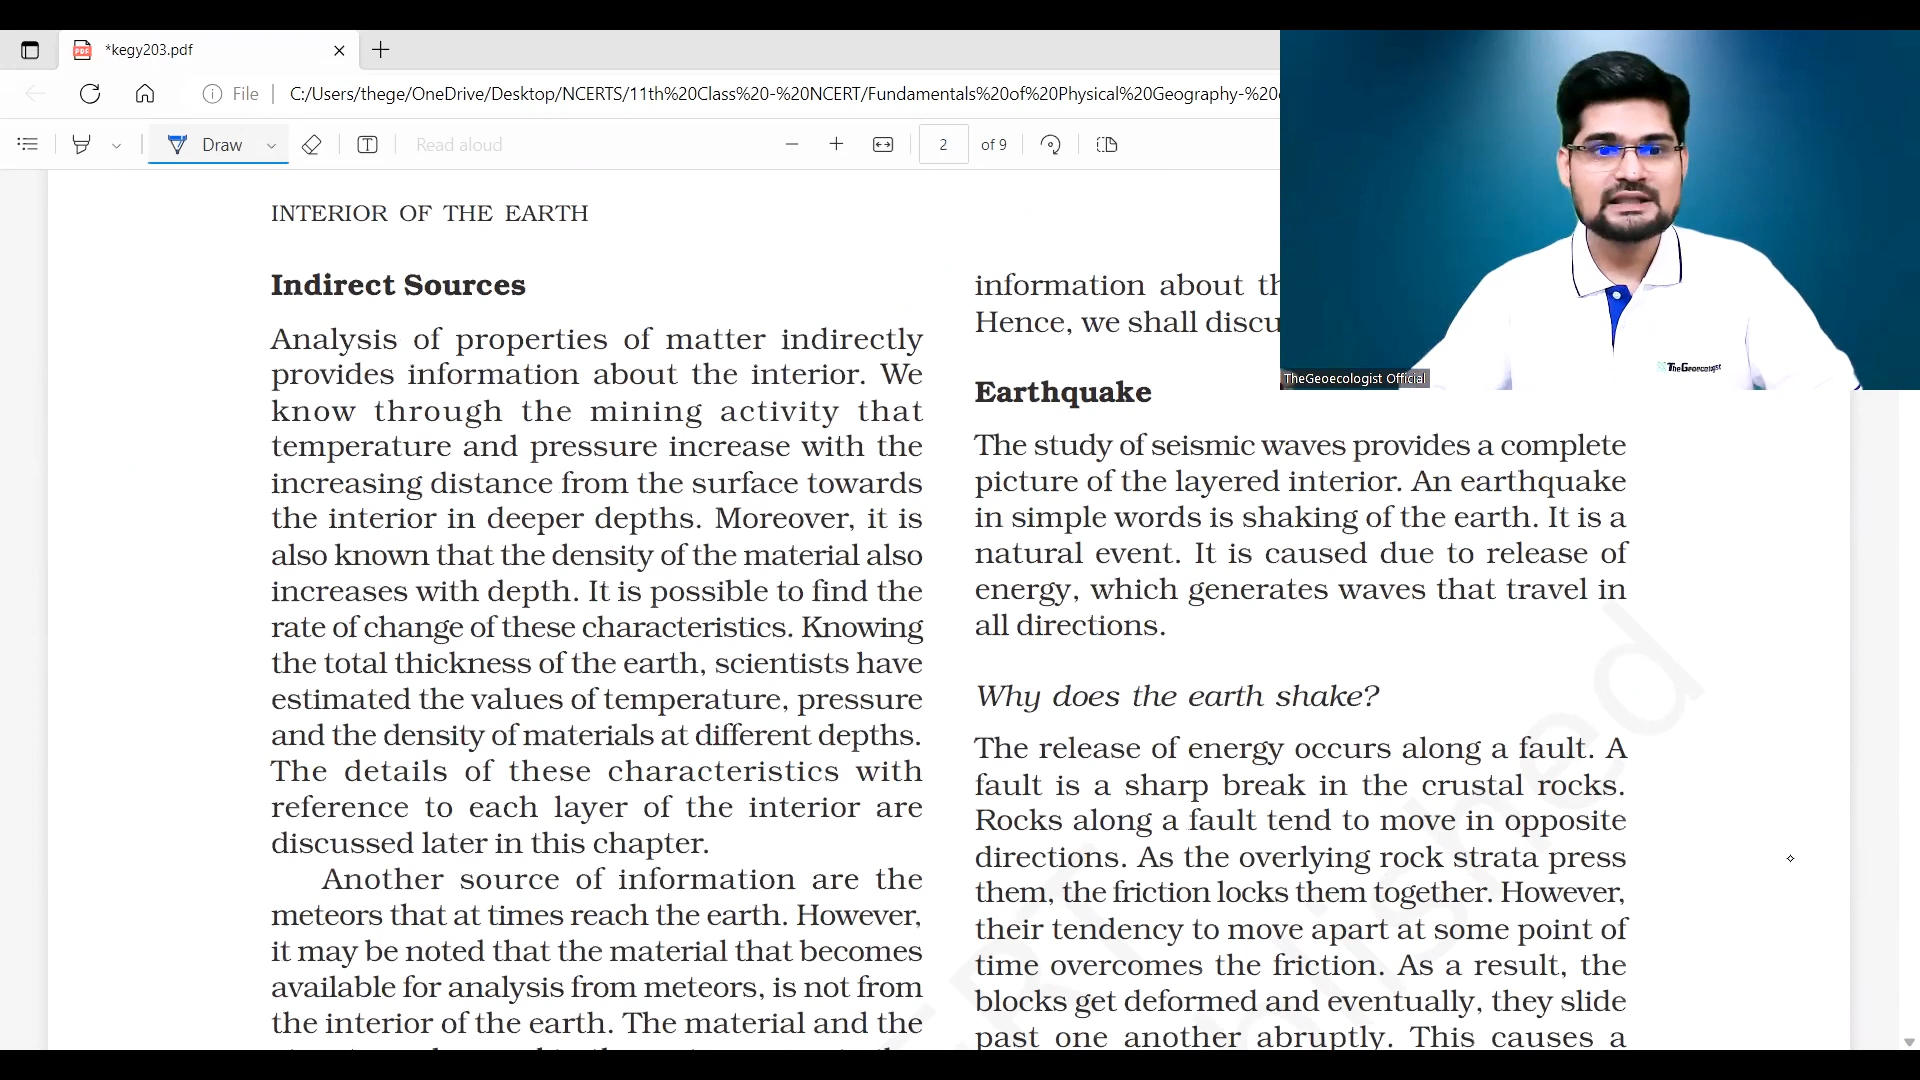 *kegy203.pdf
File
C:/Users/thege/OneDrive/Desktop/NCERTS/11th%20Class%20-%20NCERT/Fundamentals%20of%20Physical%20Geography-%20
Draw
Read aloud
2 of 9
TheGeoecologist
TheGeoecologist Official
INTERIOR OF THE EARTH
Indirect Sources
Analysis of properties of matter indirectly
provides information about the interior. We
know through the mining activity that
temperature and pressure increase with the
increasing distance from the surface towards
the interior in deeper depths. Moreover, it is
also known that the density of the material also
increases with depth. It is possible to find the
rate of change of these characteristics. Knowing
the total thickness of the earth, scientists have
estimated the values of temperature, pressure
and the density of materials at different depths.
The details of these characteristics with
reference to each layer of the interior are
discussed later in this chapter.
Another source of information are the
meteors that at times reach the earth. However,
it may be noted that the material that becomes
available for analysis from meteors, is not from
the interior of the earth. The material and the
information about
Hence, we shall
Earthquake
The study of seismic waves provides a complete
picture of the layered interior. An earthquake
in simple words is shaking of the earth. It is a
natural event. It is caused due to release of
energy, which generates waves that travel in
all directions.
Why does the earth shake?
The release of energy occurs along a fault. A
fault is a sharp break in the crustal rocks.
Rocks along a fault tend to move in opposite
directions. As the overlying rock strata press
them, the friction locks them together. However,
their tendency to move apart at some point of
time overcomes the friction. As a result, the
blocks get deformed and eventually, they slide
past one another abruptly. This causes a